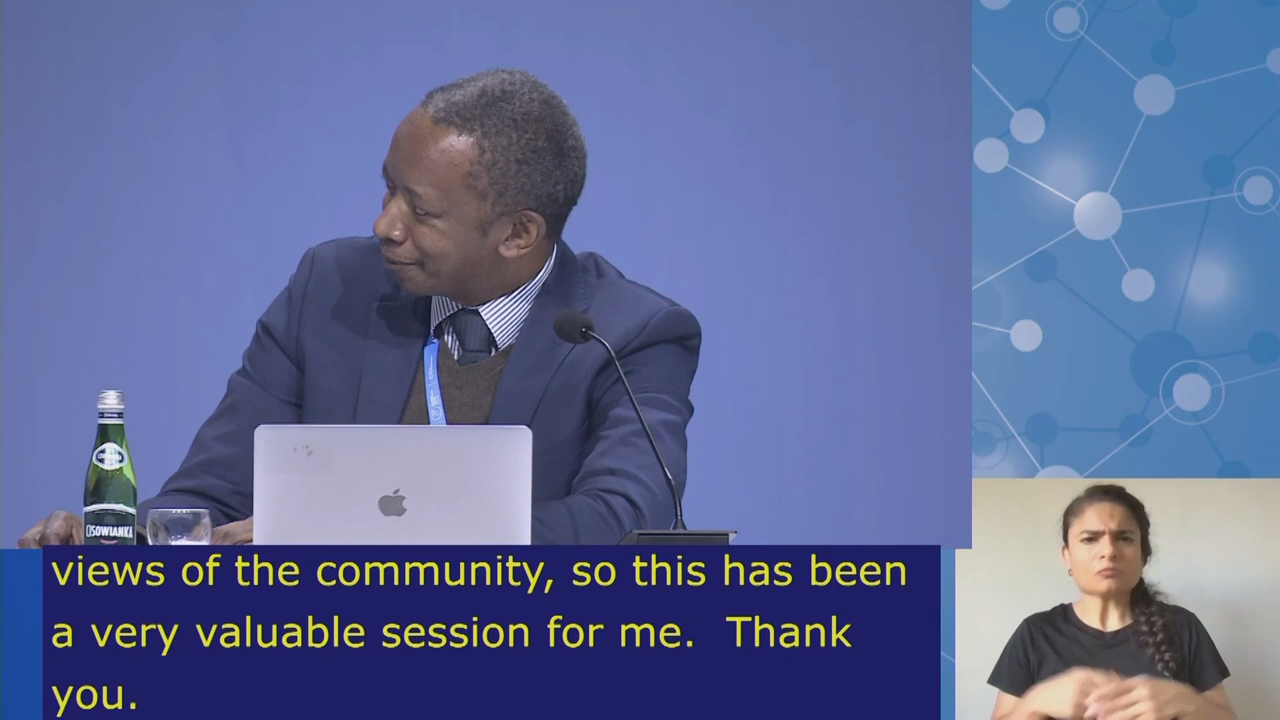 CISOWIANKA
views of the community, so this has been
a very valuable session for me.  Thank
you.